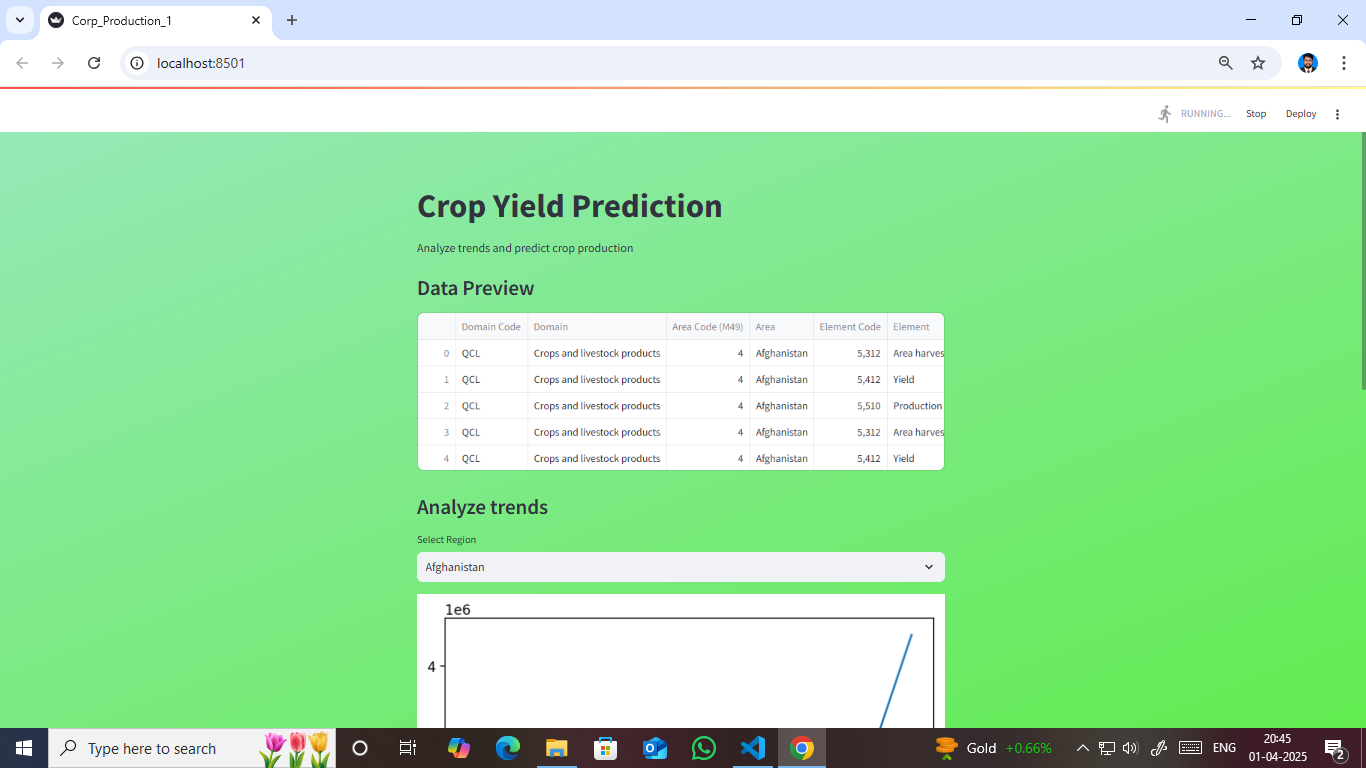 Corp_Production_1
localhost:8501
RUNNING... Stop Deploy
Crop Yield Prediction
Analyze trends and predict crop production
Data Preview
Domain Code Domain Area Code (M49) Area Element Code Element
0 QCL Crops and livestock products 4 Afghanistan 5,312 Area harves
1 QCL Crops and livestock products 4 Afghanistan 5,412 Yield
2 QCL Crops and livestock products 4 Afghanistan 5,510 Production
3 QCL Crops and livestock products 4 Afghanistan 5,312 Area harves
4 QCL Crops and livestock products 4 Afghanistan 5,412 Yield
Analyze trends
Select Region
Afghanistan
1e6
4
Type here to search Gold +0.66% ENG 20:45
01-04-2025 2